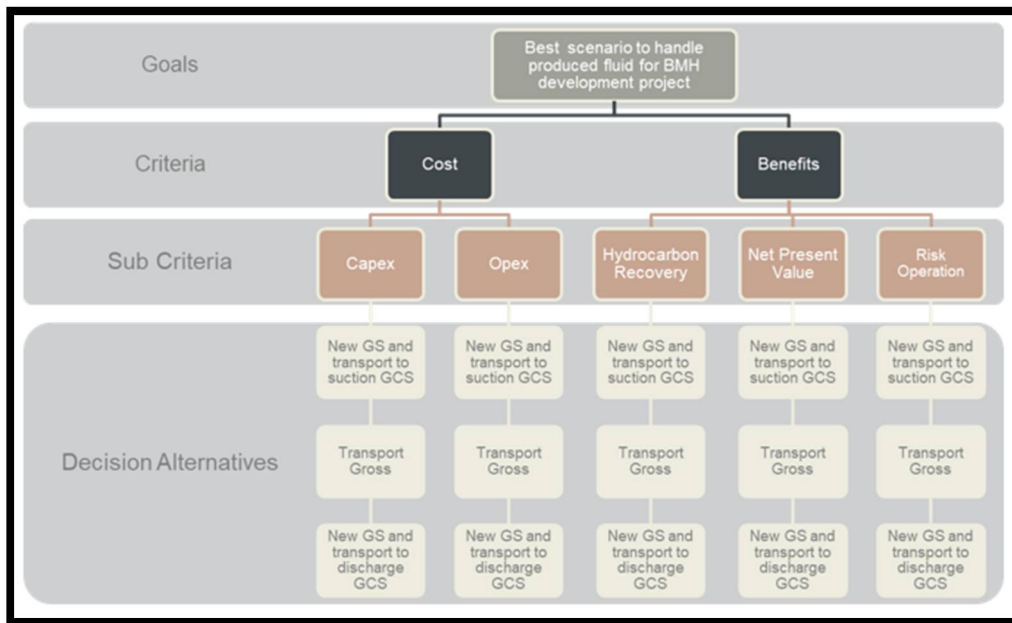 Goals
Best scenario to handle
produced fluid for BMH
development project
Criteria
Cost
Benefits
Sub Criteria
Capex
Opex
Hydrocarbon
Recovery
Net Present
Value
Risk
Operation
Decision Alternatives
New GS and
transport to
suction GCS
New GS and
transport to
suction GCS
New GS and
transport to
suction GCS
New GS and
transport to
suction GCS
New GS and
transport to
suction GCS
Transport
Gross
Transport
Gross
Transport
Gross
Transport
Gross
Transport
Gross
New GS and
transport to
discharge
GCS
New GS and
transport to
discharge
GCS
New GS and
transport to
discharge
GCS
New GS and
transport to
discharge
GCS
New GS and
transport to
discharge
GCS